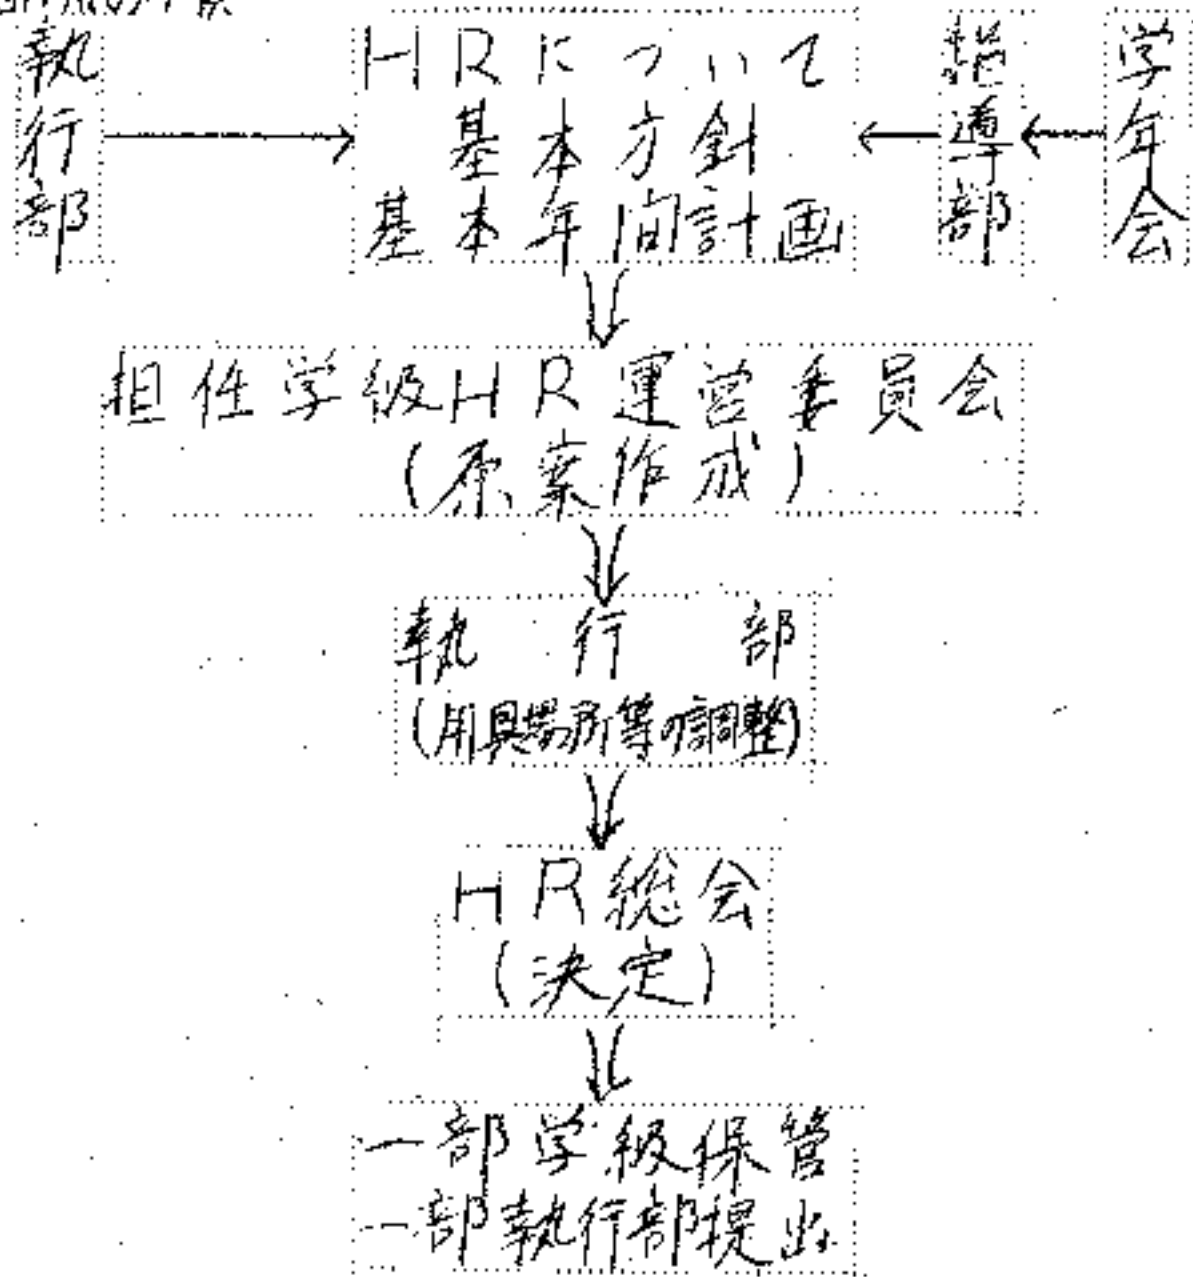 執行部
HRについて
基本方針
基本年間計画
指導部
学年会
担任学級HR運営委員会
(原案作成)
執行部
(用具場所等の調整)
HR総会
(決定)
一部学級保管
一部執行部提出